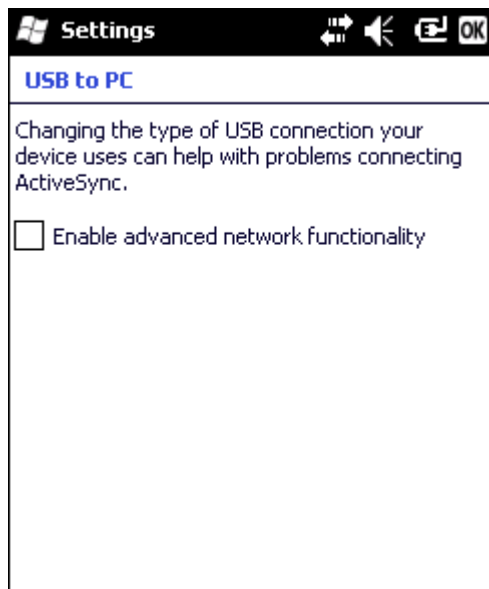 Settings
OK
USB to PC
Changing the type of USB connection your
device uses can help with problems connecting
ActiveSync.
Enable advanced network functionality